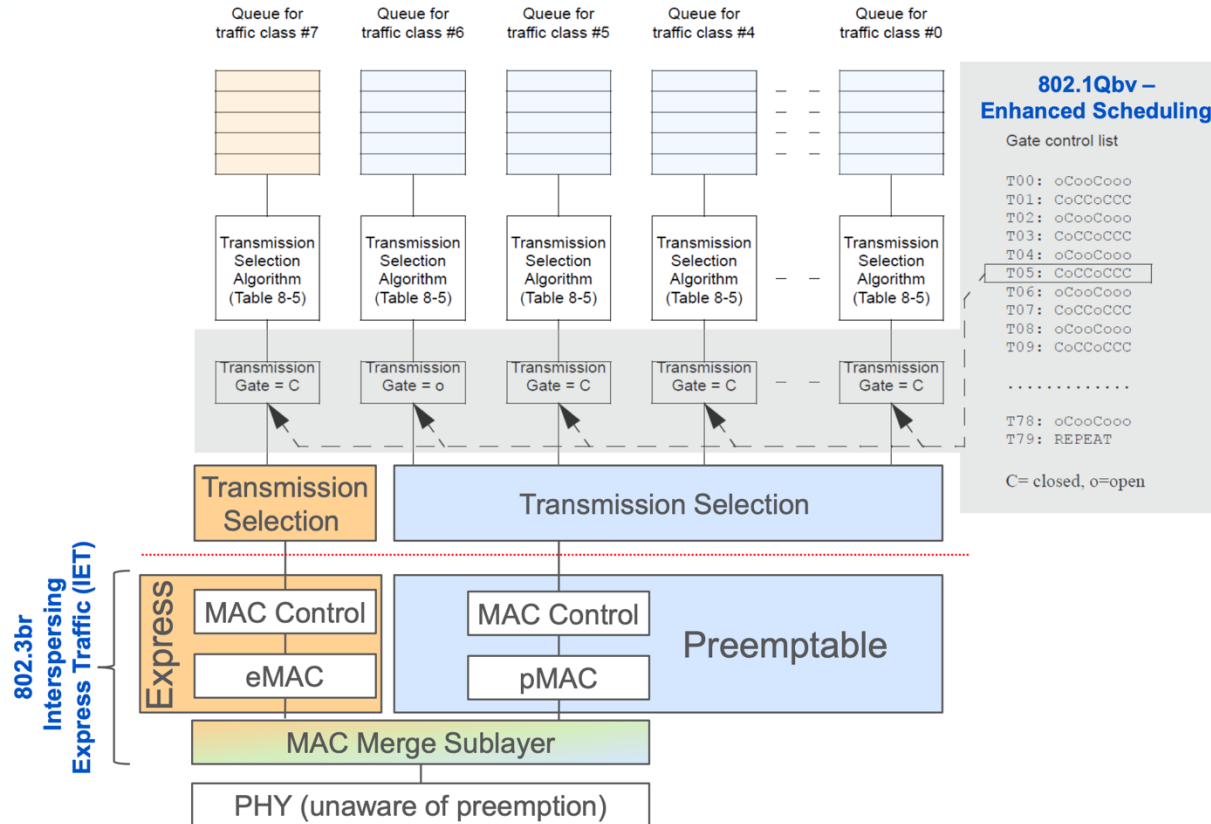 Queue for
traffic class #7
Queue for
traffic class #6
Queue for
traffic class #5
Queue for
traffic class #4
Queue for
traffic class #0
802.1Qbv –
Enhanced Scheduling
Gate control list
T00: oCooCooo
T01: CoCCoCCC
T02: oCooCooo
T03: CoCCoCCC
T04: oCooCooo
T05: CoCCoCCC
T06: oCooCooo
T07: CoCCoCCC
T08: oCooCooo
T09: CoCCoCCC
.............
T78: oCooCooo
T79: REPEAT
C= closed, o=open
Transmission
Selection
Algorithm
(Table 8-5)
Transmission
Selection
Algorithm
(Table 8-5)
Transmission
Selection
Algorithm
(Table 8-5)
Transmission
Selection
Algorithm
(Table 8-5)
Transmission
Selection
Algorithm
(Table 8-5)
Transmission
Gate = C
Transmission
Gate = o
Transmission
Gate = C
Transmission
Gate = C
Transmission
Gate = C
Transmission
Selection
Transmission Selection
802.3br
Interspersing
Express Traffic (IET)
Express
MAC Control
eMAC
MAC Control
pMAC
Preemptable
MAC Merge Sublayer
PHY (unaware of preemption)